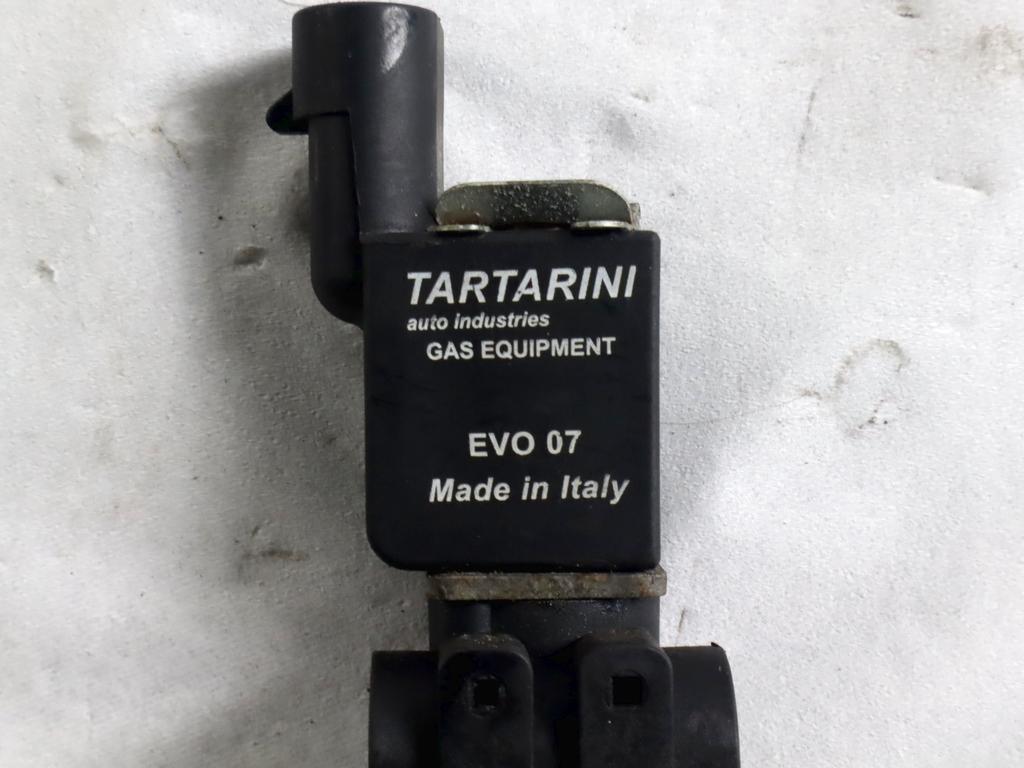 TARTARINI
auto industries
GAS EQUIPMENT
EVO 07
Made in Italy